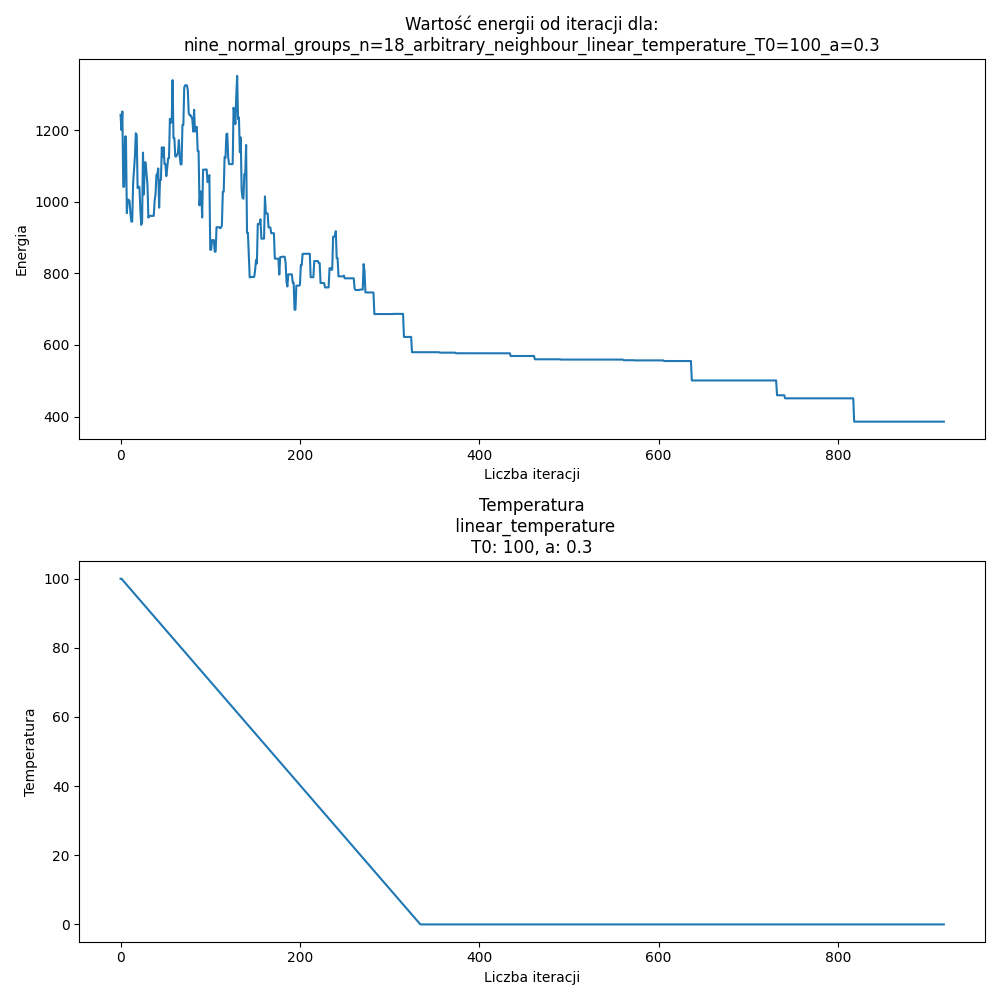 Wartość energii od iteracji dla:
nine_normal_groups_n=18_arbitrary_neighbour_linear_temperature_T0=100_a=0.3
1200
1000
800
600
400
Energia
0 200 400 600 800
Liczba iteracji
Temperatura
linear_temperature
T0: 100, a: 0.3
100
80
60
40
20
0
Temperatura
0 200 400 600 800
Liczba iteracji